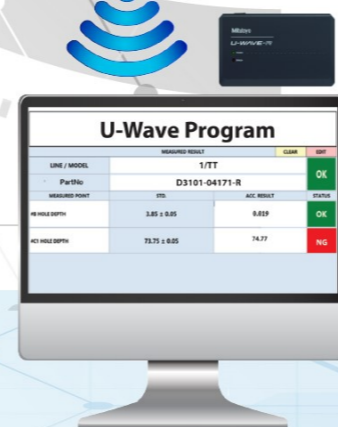 Mitutoyo
U-WAVE-R
U-Wave Program
MEASURED RESULT CLEAR EDIT
LINE / MODEL 1/TT OK
PartNo D3101-04171-R
MEASURED POINT STD. ACC. RESULT STATUS
#B HOLE DEPTH 3.85 ± 0.05 0.019 OK
#C1 HOLE DEPTH 73.75 ± 0.05 74.77 NG